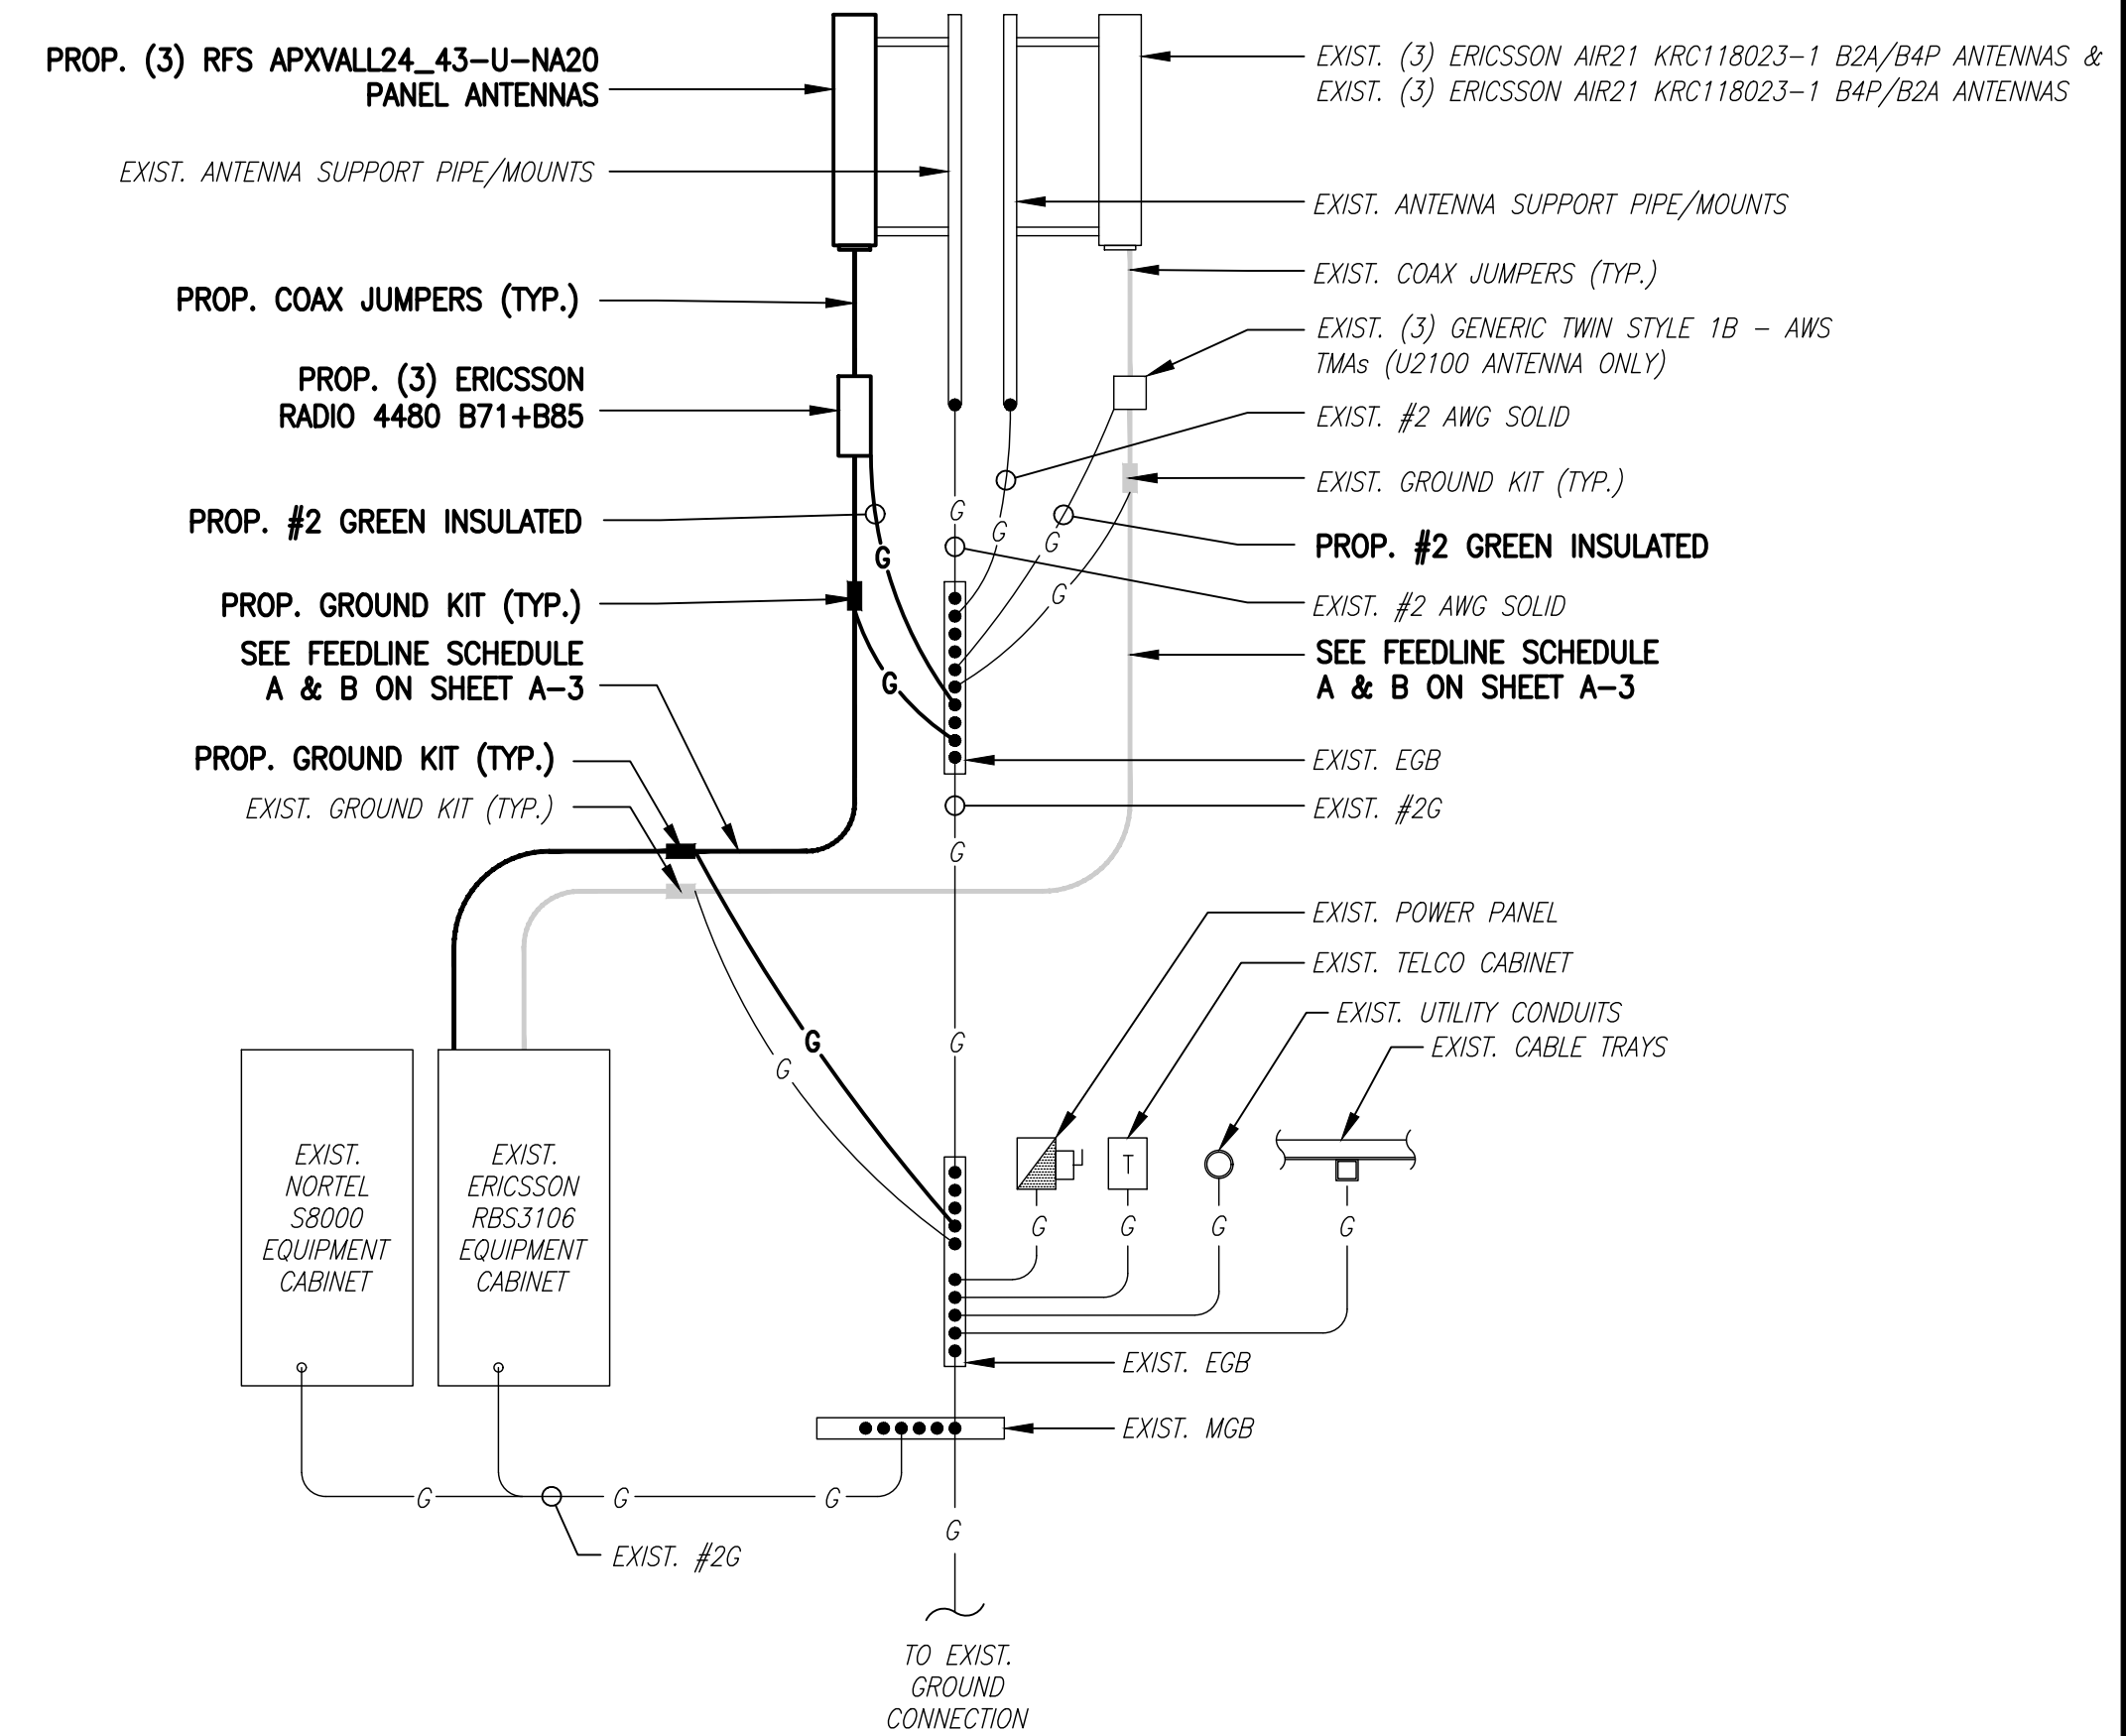 PROP. (3) RFS APXVALL24_43-U-NA20
PANEL ANTENNAS
EXIST. ANTENNA SUPPORT PIPE/MOUNTS
PROP. COAX JUMPERS (TYP.)
PROP. (3) ERICSSON
RADIO 4480 B71+B85
PROP. #2 GREEN INSULATED
PROP. GROUND KIT (TYP.)
SEE FEEDLINE SCHEDULE
A & B ON SHEET A-3
PROP. GROUND KIT (TYP.)
EXIST. GROUND KIT (TYP.)
EXIST. (3) ERICSSON AIR21 KRC118023-1 B2A/B4P ANTENNAS &
EXIST. (3) ERICSSON AIR21 KRC118023-1 B4P/B2A ANTENNAS
EXIST. ANTENNA SUPPORT PIPE/MOUNTS
EXIST. COAX JUMPERS (TYP.)
EXIST. (3) GENERIC TWIN STYLE 1B - AWS
TMAs (U2100 ANTENNA ONLY)
EXIST. #2 AWG SOLID
EXIST. GROUND KIT (TYP.)
PROP. #2 GREEN INSULATED
EXIST. #2 AWG SOLID
SEE FEEDLINE SCHEDULE
A & B ON SHEET A-3
EXIST. EGB
EXIST. #2G
G
G
G
G
G
G
G
G
G
G
EXIST. POWER PANEL
EXIST. TELCO CABINET
EXIST. UTILITY CONDUITS
EXIST. CABLE TRAYS
T
G
G
G
G
EXIST.
NORTEL
S8000
EQUIPMENT
CABINET
EXIST.
ERICSSON
RBS3106
EQUIPMENT
CABINET
EXIST. EGB
EXIST. MGB
G
G
G
G
EXIST. #2G
TO EXIST.
GROUND
CONNECTION